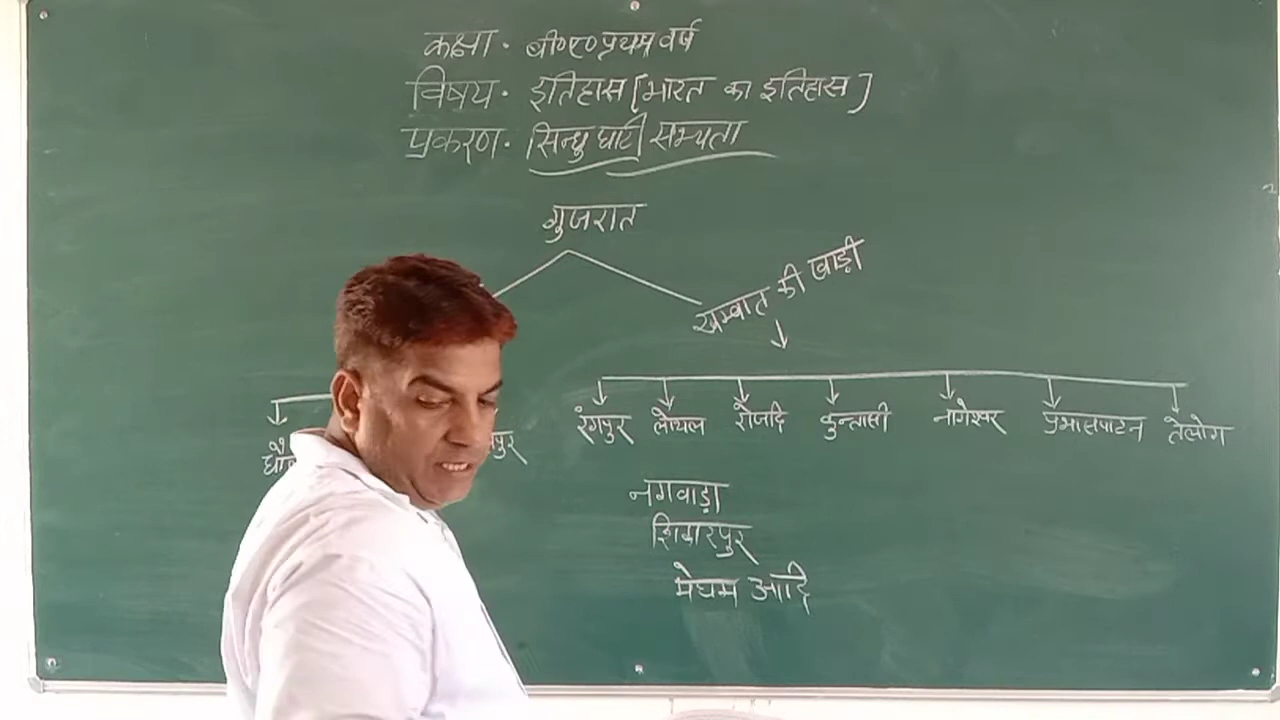 कक्षा - बी०ए० प्रथम वर्ष
विषय - इतिहास [भारत का इतिहास]
प्रकरण - सिन्धु घाटी सभ्यता
गुजरात
खम्बात की खाड़ी
रंगपुर लोथल रोजदि कुन्तासी नागेश्वर प्रभासपाटन तेलोग
नगवाड़ा
शिकारपुर
मेघम आदि